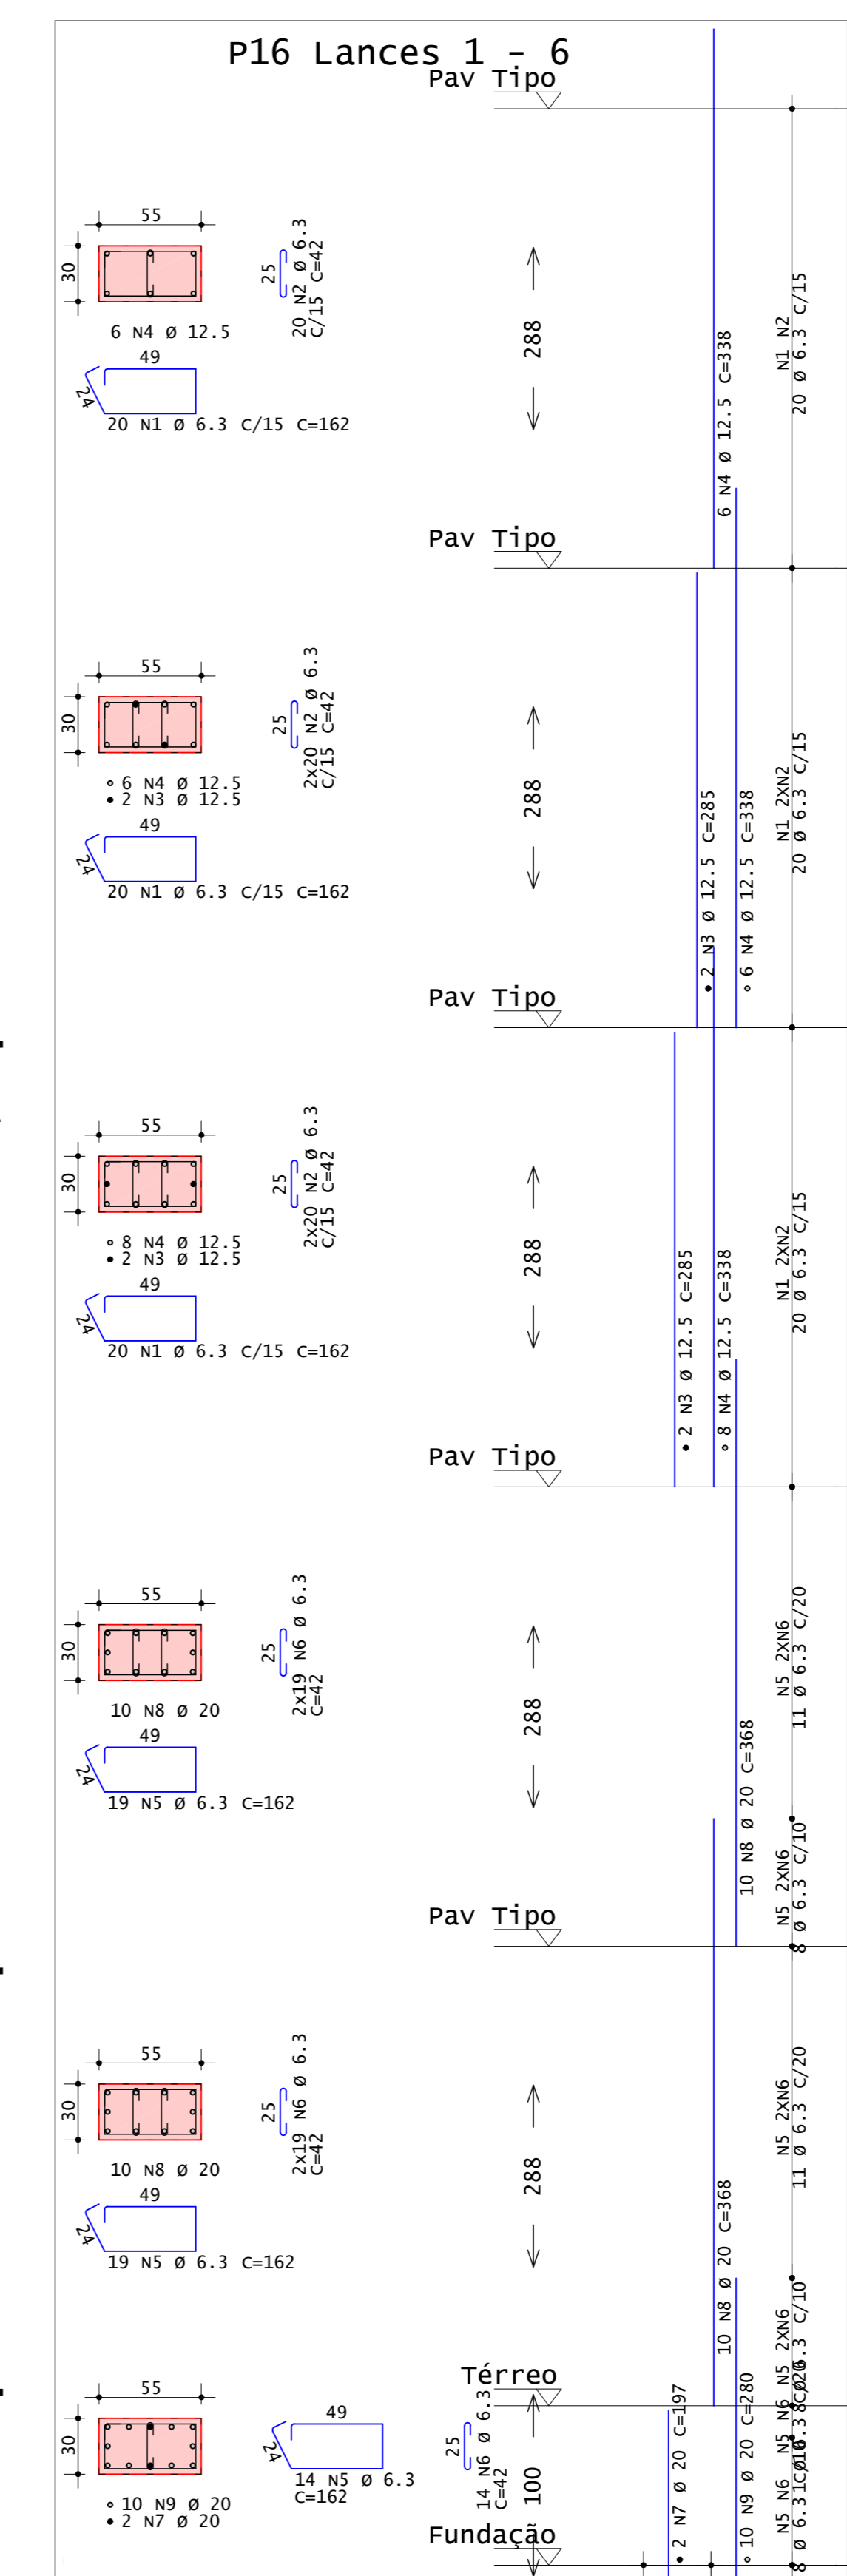 P16 Lances 1 - 6
Pav Tipo
55
30
25
20 N2 Ø 6.3
C/15 C=42
6 N4 Ø 12.5
49
24
20 N1 Ø 6.3 C/15 C=162
288
6 N4 Ø 12.5 C=338
N1 N2
20 Ø 6.3 C/15
Pav Tipo
55
30
25
2x20 N2 Ø 6.3
C/15 C=42
6 N4 Ø 12.5
2 N3 Ø 12.5
49
24
20 N1 Ø 6.3 C/15 C=162
288
2 N3 Ø 12.5 C=285
6 N4 Ø 12.5 C=338
N1 2XN2
20 Ø 6.3 C/15
Pav Tipo
55
30
25
2x20 N2 Ø 6.3
C/15 C=42
8 N4 Ø 12.5
2 N3 Ø 12.5
49
24
20 N1 Ø 6.3 C/15 C=162
288
2 N3 Ø 12.5 C=285
8 N4 Ø 12.5 C=338
N1 2XN2
20 Ø 6.3 C/15
Pav Tipo
55
30
25
2x19 N6 Ø 6.3
C=42
10 N8 Ø 20
49
24
19 N5 Ø 6.3 C=162
288
10 N8 Ø 20 C=368
N5 2XN6
11 Ø 6.3 C/20
N5 2XN6
8 Ø 6.3 C/10
Pav Tipo
55
30
25
2x19 N6 Ø 6.3
C=42
10 N8 Ø 20
49
24
19 N5 Ø 6.3 C=162
288
10 N8 Ø 20 C=368
N5 2XN6
11 Ø 6.3 C/20
N5 2XN6
Térreo
55
30
49
24
14 N5 Ø 6.3
C=162
25
14 N6 Ø 6.3
C=42
10 N9 Ø 20
2 N7 Ø 20
100
2 N7 Ø 20 C=197
10 N9 Ø 20 C=280
N5 N6
N5 N6
Fundação